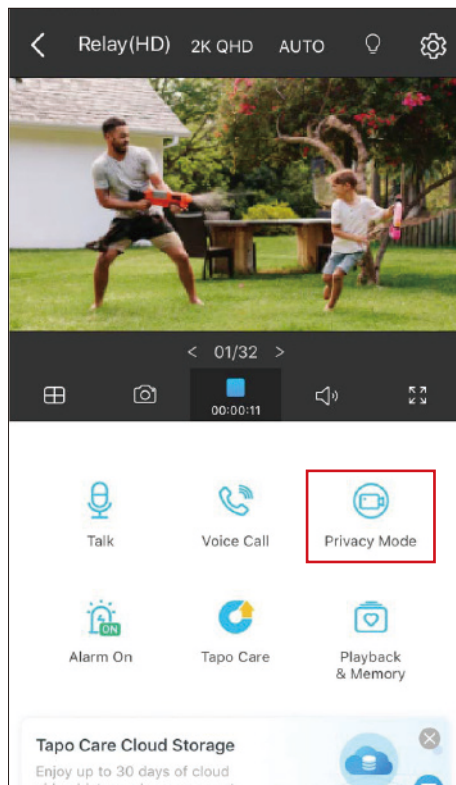 Relay(HD) 2K QHD AUTO
< 01/32 >
00:00:11
Talk Voice Call Privacy Mode
ON
Alarm On Tapo Care Playback
& Memory
Tapo Care Cloud Storage
Enjoy up to 30 days of cloud